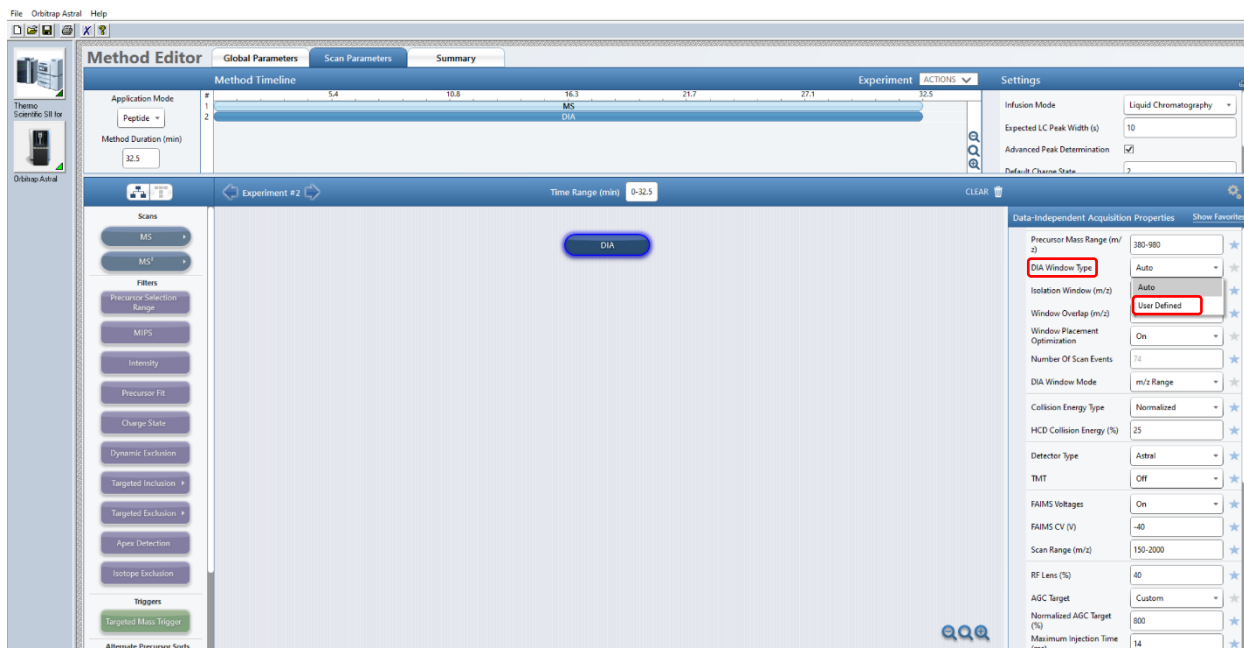 File Orbitrap Astral Help
Method Editor
Global Parameters
Scan Parameters
Summary
Thermo
Scientific SII for
Orbitrap Astral
Method Timeline
Experiment
ACTIONS
Application Mode
Peptide
Method Duration (min)
32.5
#
5.4
10.8
16.3
21.7
27.1
32.5
1
MS
2
DIA
Settings
Infusion Mode
Liquid Chromatography
Expected LC Peak Width (s)
10
Advanced Peak Determination
Default Charge State
2
Experiment #2
Time Range (min)
0-32.5
CLEAR
Scans
MS
MS²
Filters
Precursor Selection
Range
MIPS
Intensity
Precursor Fit
Charge State
Dynamic Exclusion
Targeted Inclusion
Targeted Exclusion
Apex Detection
Isotope Exclusion
Triggers
Targeted Mass Trigger
Alternate Precursor Sorts
DIA
Data-Independent Acquisition Properties
Show Favorites
Precursor Mass Range (m/
z)
380-980
DIA Window Type
Auto
Auto
User Defined
Isolation Window (m/z)
Window Overlap (m/z)
Window Placement
Optimization
On
Number Of Scan Events
74
DIA Window Mode
m/z Range
Collision Energy Type
Normalized
HCD Collision Energy (%)
25
Detector Type
Astral
TMT
Off
FAIMS Voltages
On
FAIMS CV (V)
-40
Scan Range (m/z)
150-2000
RF Lens (%)
40
AGC Target
Custom
Normalized AGC Target
(%)
800
Maximum Injection Time
(ms)
14